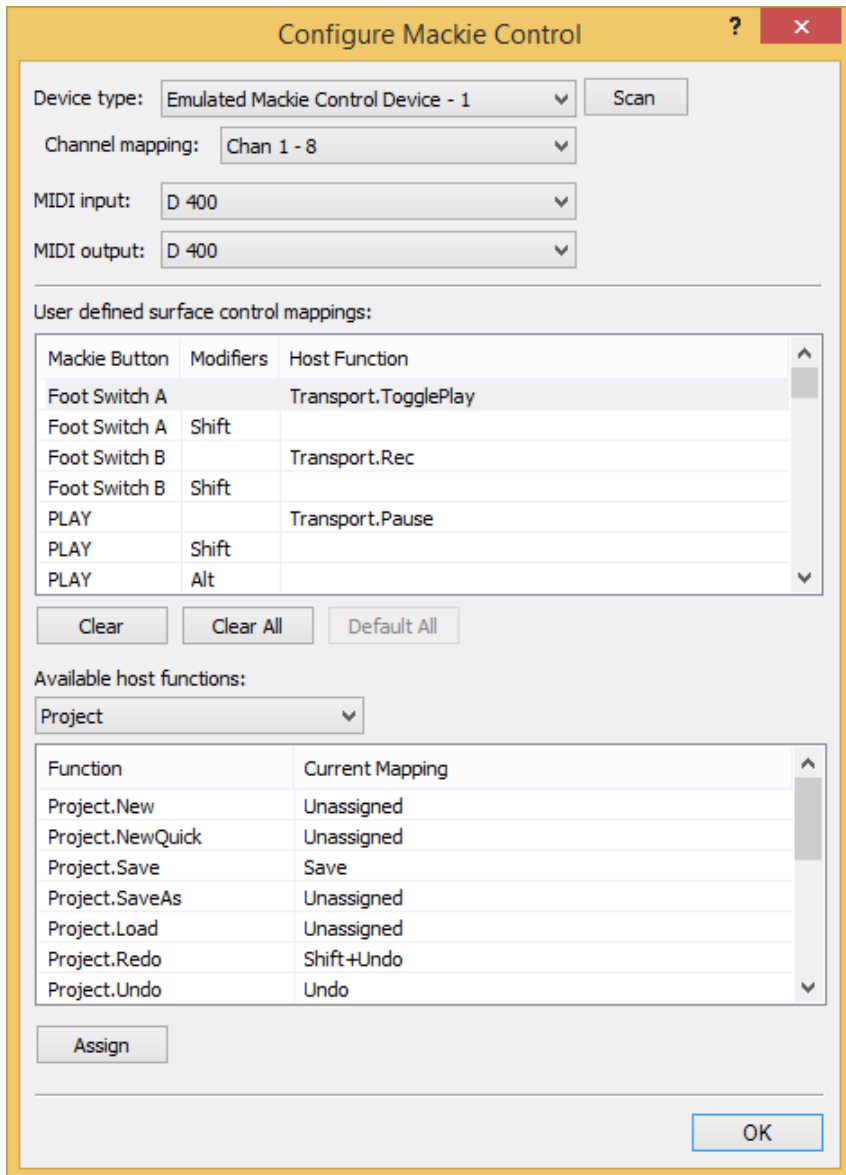 Configure Mackie Control
?
Device type: Emulated Mackie Control Device - 1 Scan
Channel mapping: Chan 1 - 8
MIDI input: D 400
MIDI output: D 400
User defined surface control mappings:
Mackie Button Modifiers Host Function
Foot Switch A Transport.TogglePlay
Foot Switch A Shift
Foot Switch B Transport.Rec
Foot Switch B Shift
PLAY Transport.Pause
PLAY Shift
PLAY Alt
Clear Clear All Default All
Available host functions:
Project
Function Current Mapping
Project.New Unassigned
Project.NewQuick Unassigned
Project.Save Save
Project.SaveAs Unassigned
Project.Load Unassigned
Project.Redo Shift+Undo
Project.Undo Undo
Assign
OK